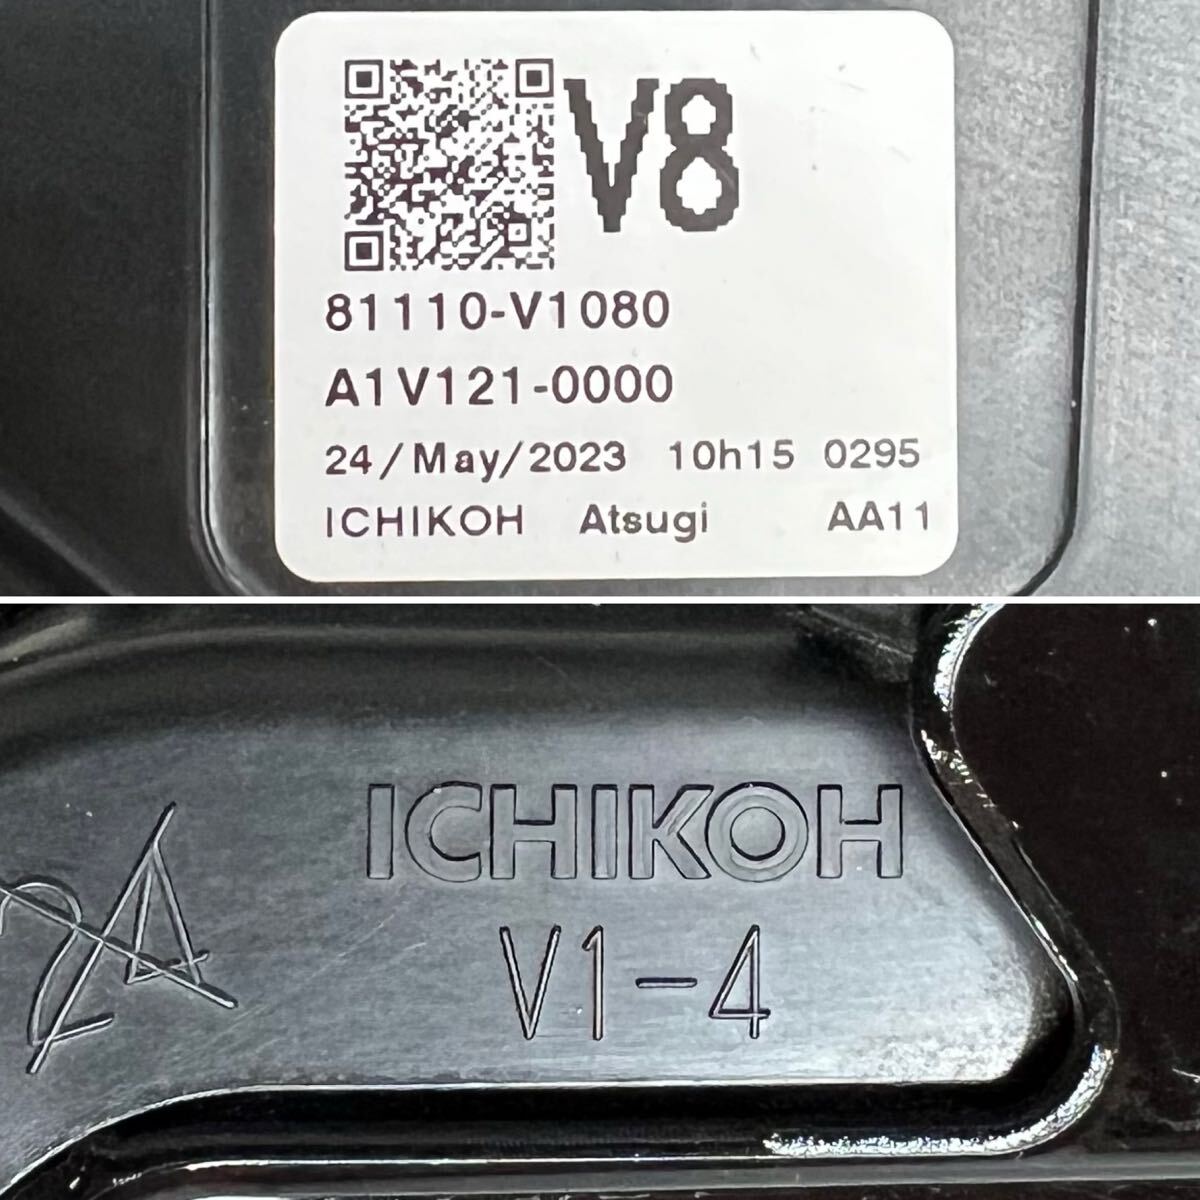 V8
81110-V1080
A1V121-0000
24/May/2023 10h15 0295
ICHIKOH Atsugi AA11
ICHIKOH
V1-4